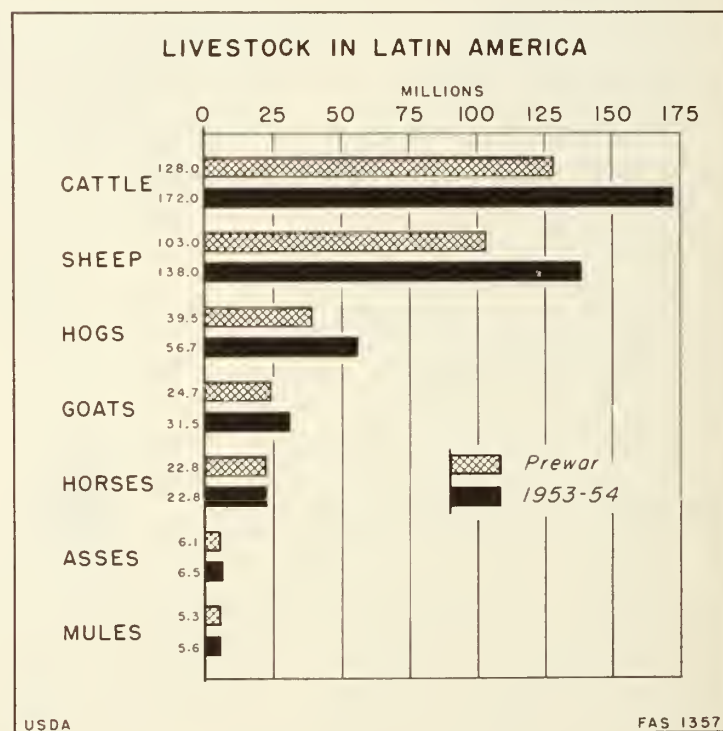 LIVESTOCK IN LATIN AMERICA
MILLIONS
0 25 50 75 100 125 150 175
CATTLE
128.0
172.0
SHEEP
103.0
138.0
HOGS
39.5
56.7
GOATS
24.7
31.5
HORSES
22.8
22.8
ASSES
6.1
6.5
MULES
5.3
5.6
Prewar
1953-54
USDA
FAS 1357